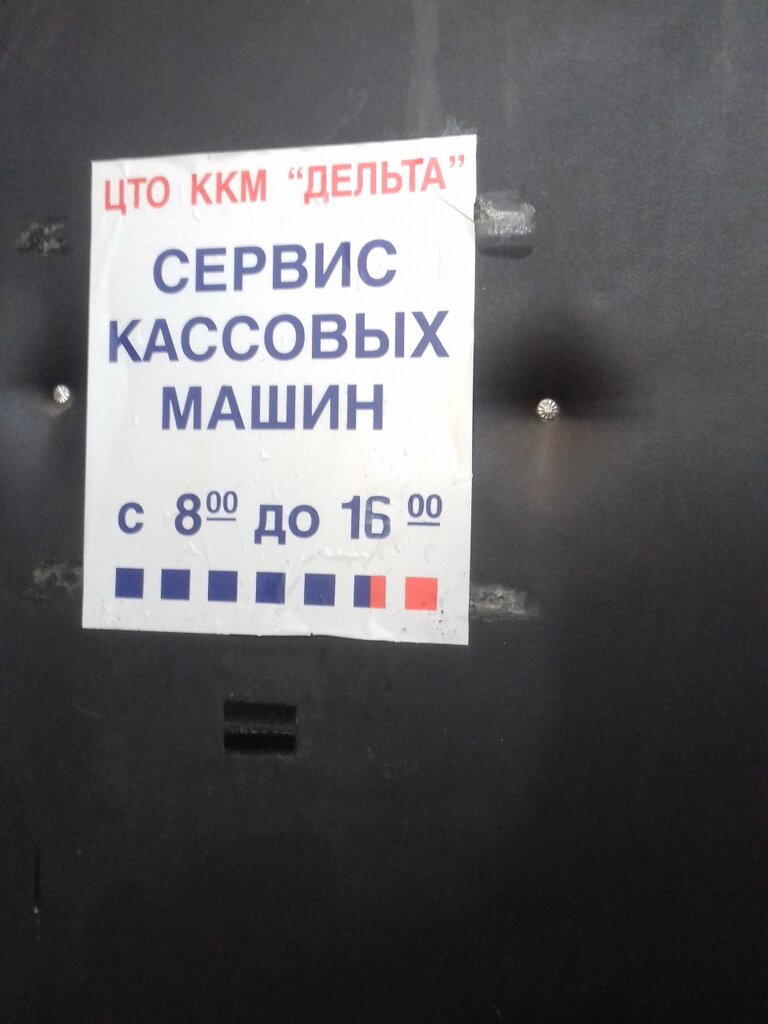 ЦТО ККМ “ДЕЛЬТА”
СЕРВИС
КАССОВЫХ
МАШИН
с 8⁰⁰ до 16⁰⁰